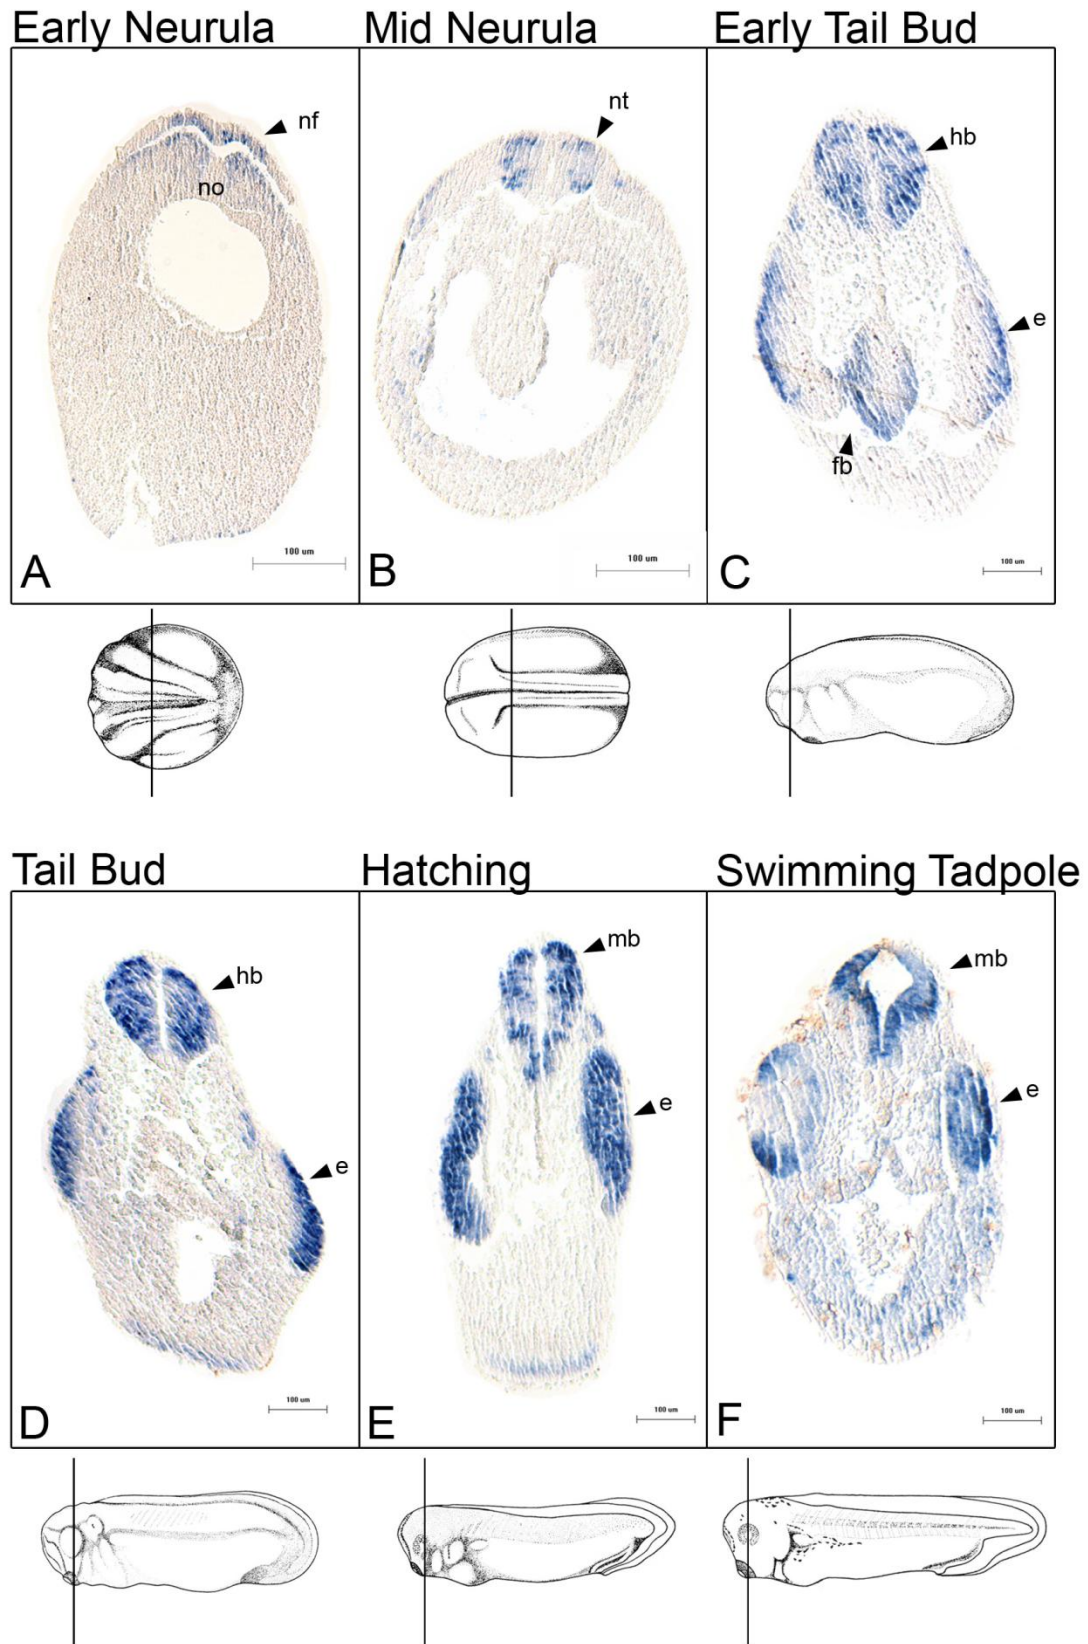 Early Neurula
Mid Neurula
Early Tail Bud
nf
no
100 um
A
nt
100 um
B
hb
e
fb
100 um
C
Tail Bud
Hatching
Swimming Tadpole
hb
e
100 um
D
mb
e
100 um
E
mb
e
100 um
F